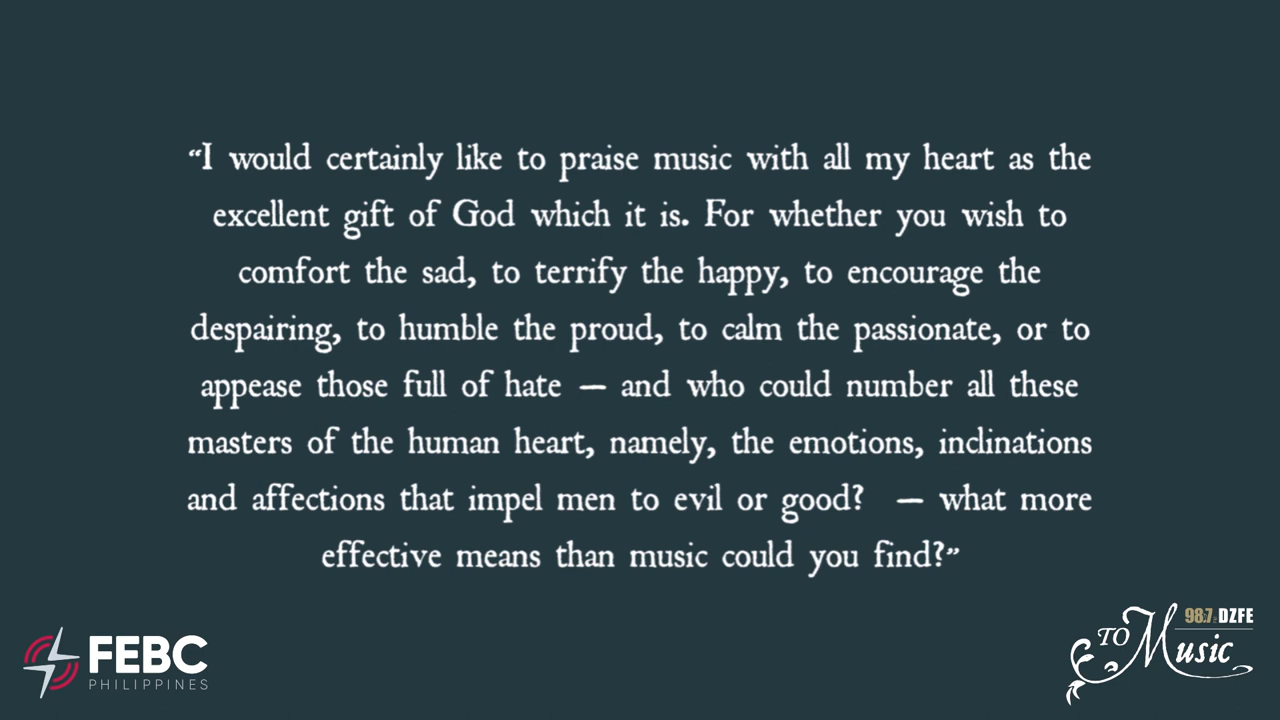 “I would certainly like to praise music with all my heart as the
excellent gift of God which it is. For whether you wish to
comfort the sad, to terrify the happy, to encourage the
despairing, to humble the proud, to calm the passionate, or to
appease those full of hate — and who could number all these
masters of the human heart, namely, the emotions, inclinations
and affections that impel men to evil or good? — what more
effective means than music could you find?”
FEBC
PHILIPPINES
98.7 DZFE
TO Music